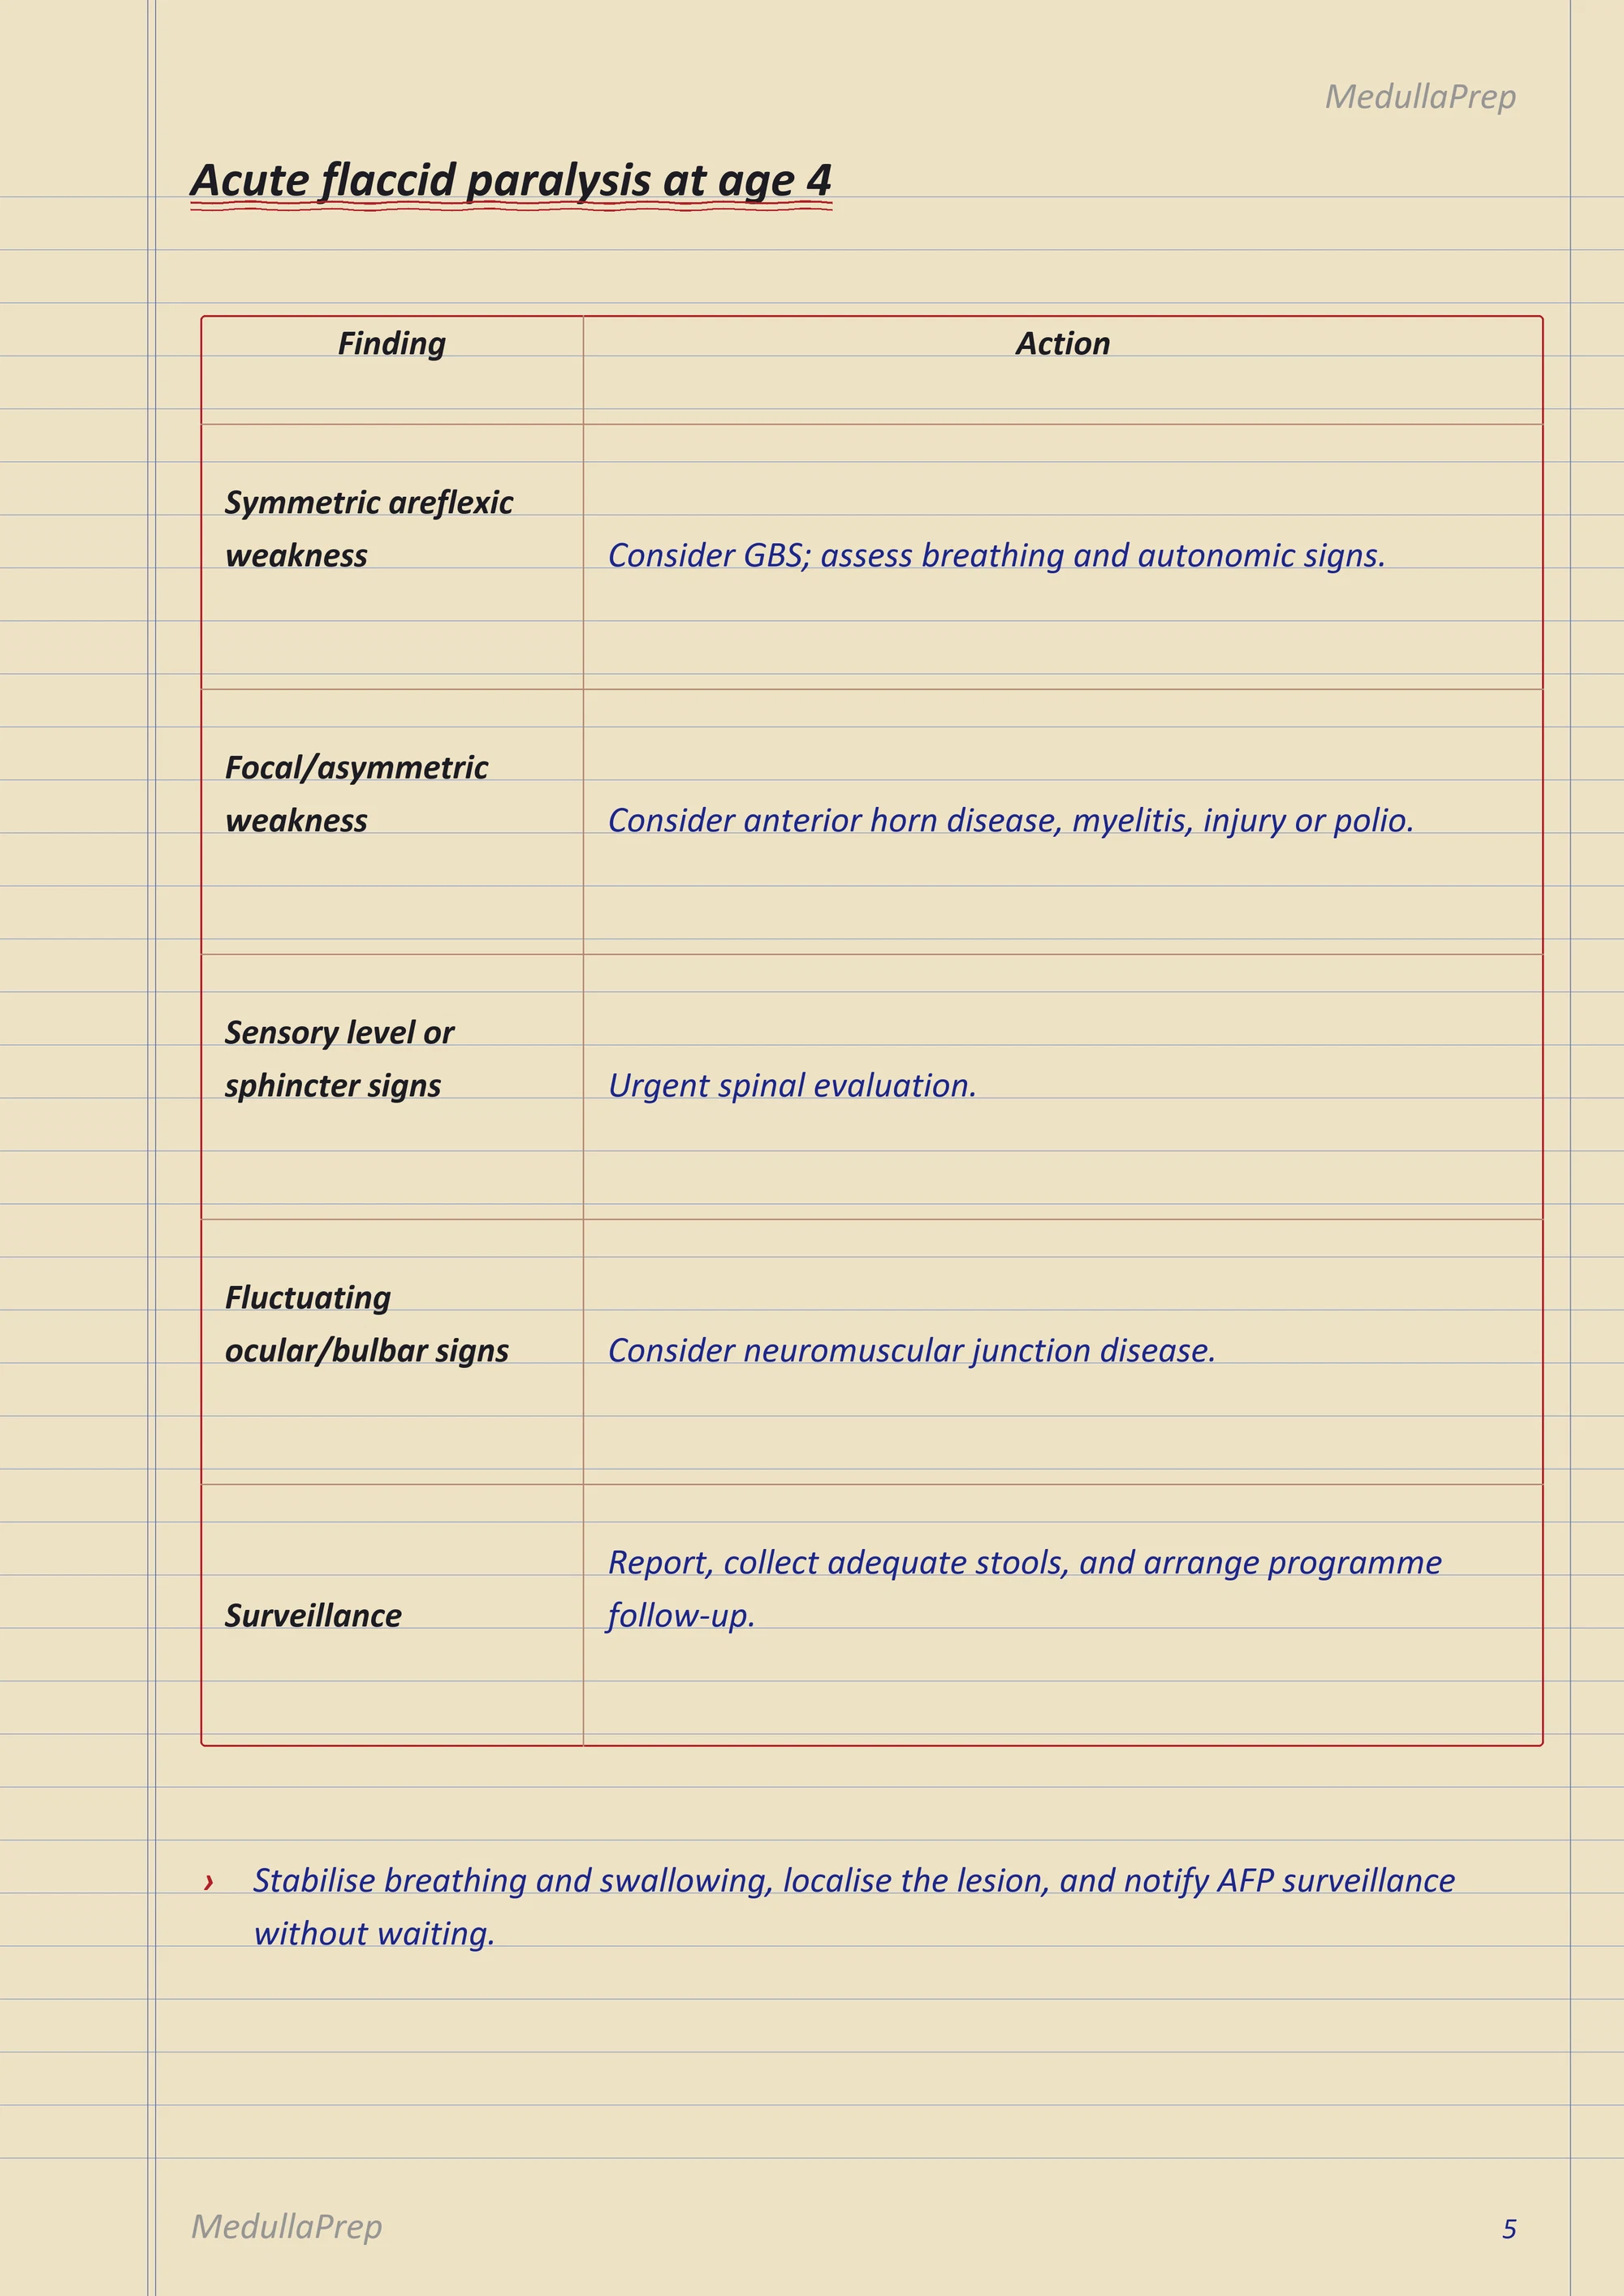 MedullaPrep
Acute flaccid paralysis at age 4
Finding
Action
Symmetric areflexic
weakness
Consider GBS; assess breathing and autonomic signs.
Focal/asymmetric
weakness
Consider anterior horn disease, myelitis, injury or polio.
Sensory level or
sphincter signs
Urgent spinal evaluation.
Fluctuating
ocular/bulbar signs
Consider neuromuscular junction disease.
Surveillance
Report, collect adequate stools, and arrange programme
follow-up.
› Stabilise breathing and swallowing, localise the lesion, and notify AFP surveillance
without waiting.
MedullaPrep
5